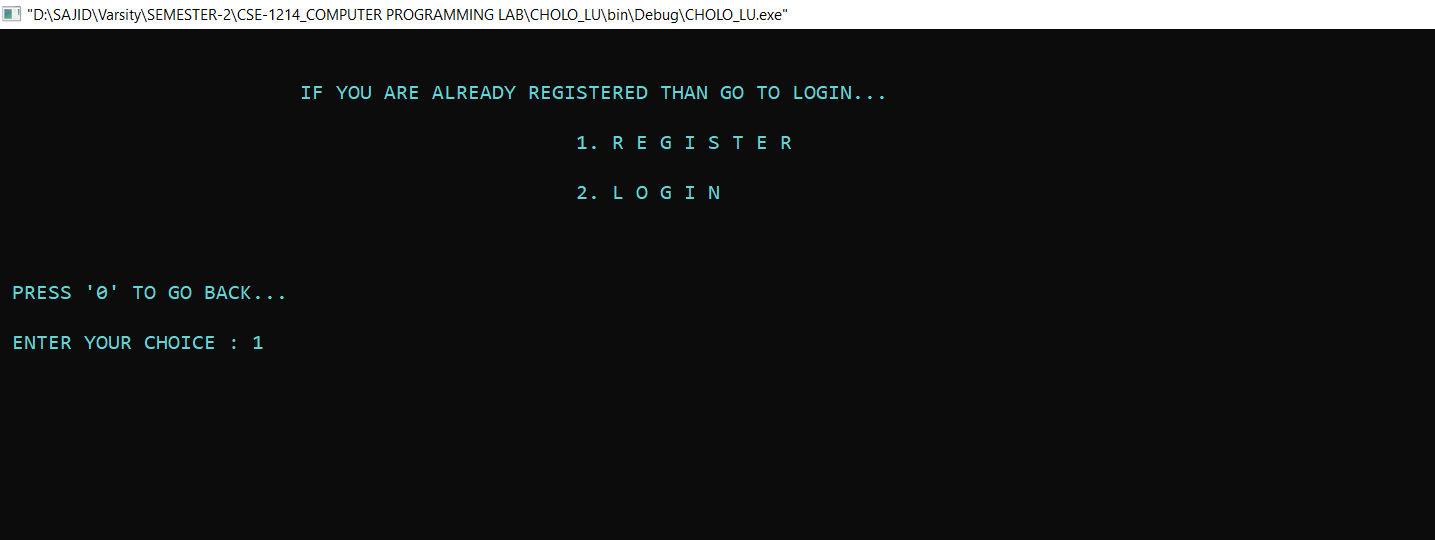 "D:\SAJID\Varsity\SEMESTER-2\CSE-1214_COMPUTER PROGRAMMING LAB\CHOLO_LU\bin\Debug\CHOLO_LU.exe"
IF YOU ARE ALREADY REGISTERED THAN GO TO LOGIN...
1. R E G I S T E R
2. L O G I N
PRESS '0' TO GO BACK...
ENTER YOUR CHOICE : 1